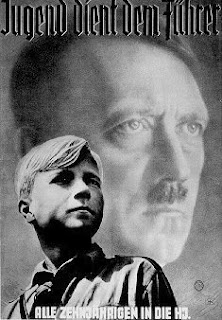 Jugend dient dem Führer
ALLE ZEHNJÄHRIGEN IN DIE HJ.